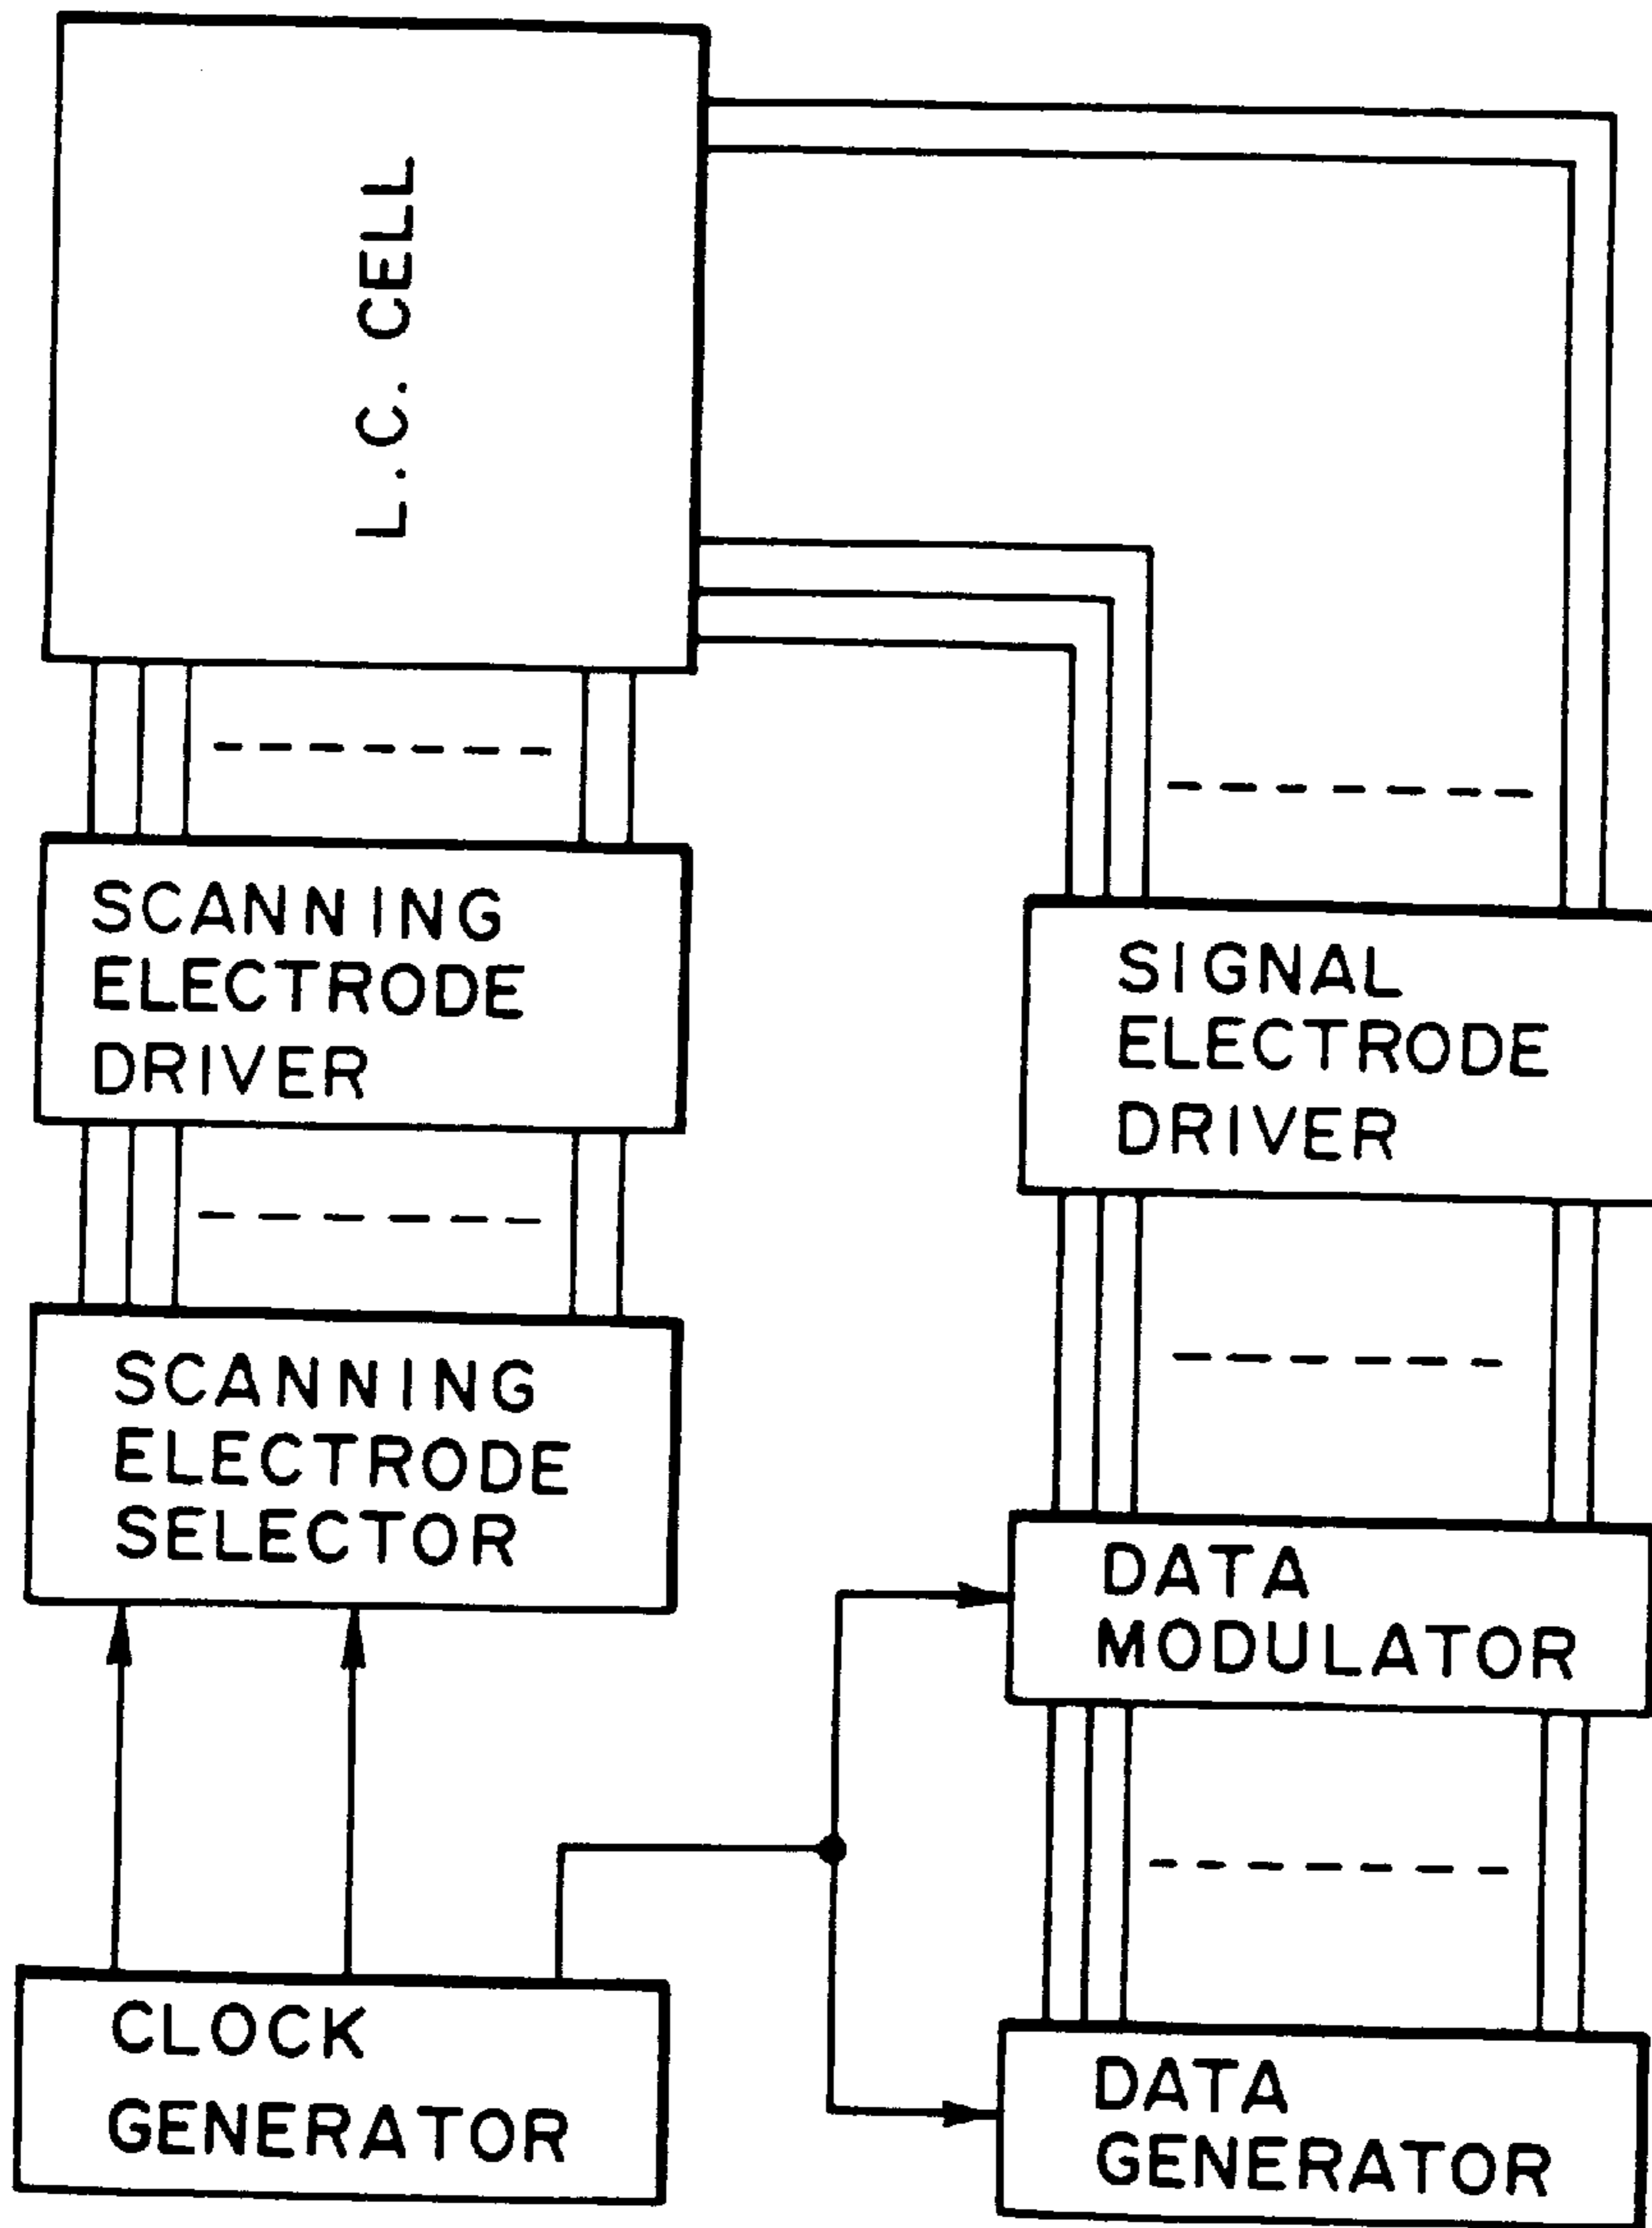 L.C. CELL
SCANNING
ELECTRODE
DRIVER
SIGNAL
ELECTRODE
DRIVER
SCANNING
ELECTRODE
SELECTOR
DATA
MODULATOR
CLOCK
GENERATOR
DATA
GENERATOR